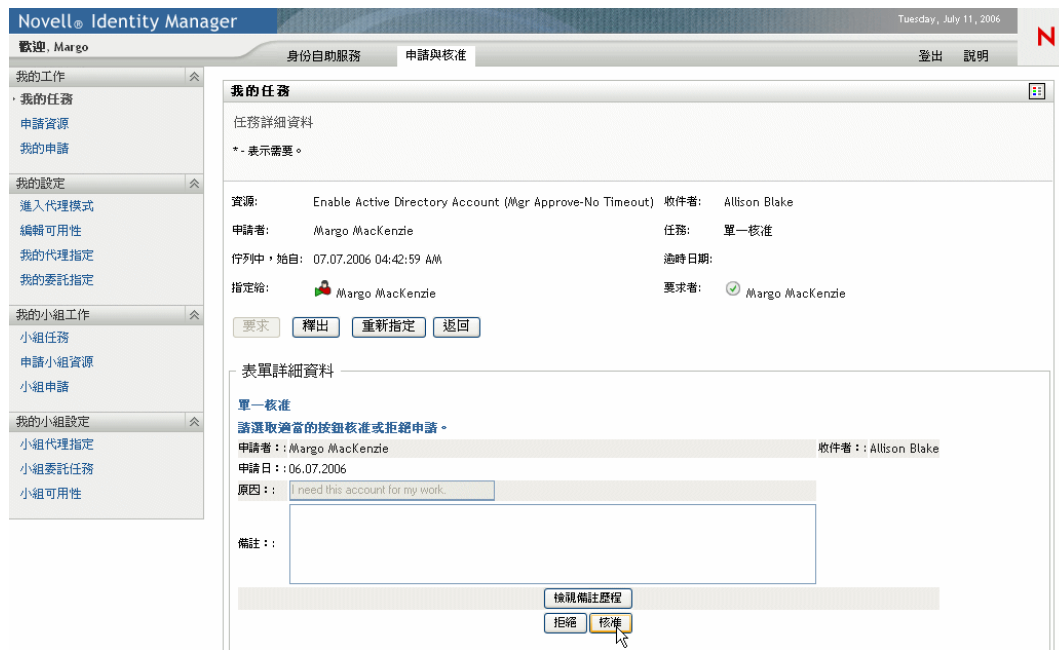 Novell® Identity Manager
Tuesday, July 11, 2006
N
歡迎, Margo
身份自助服務
申請與核准
登出 說明
我的工作
我的任務
申請資源
我的申請
我的設定
進入代理模式
編輯可用性
我的代理指定
我的委託指定
我的小組工作
小組任務
申請小組資源
小組申請
我的小組設定
小組代理指定
小組委託任務
小組可用性
我的任務
任務詳細資料
* - 表示需要。
資源: Enable Active Directory Account (Mgr Approve-No Timeout) 收件者: Allison Blake
申請者: Margo MacKenzie 任務: 單一核准
佇列中，始自: 07.07.2006 04:42:59 AM 逾時日期:
指定給: Margo MacKenzie 要求者: Margo MacKenzie
要求 釋出 重新指定 返回
表單詳細資料
單一核准
請選取適當的按鈕核准或拒絕申請。
申請者：: Margo MacKenzie 收件者：: Allison Blake
申請日：: 06.07.2006
原因：: I need this account for my work.
備註：:
檢視備註歷程
拒絕 核准